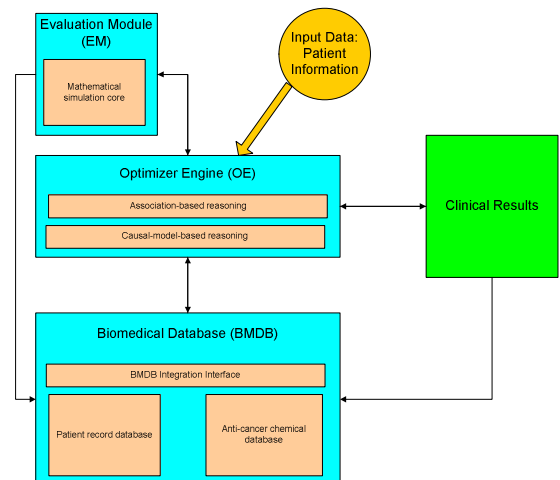 Evaluation Module
(EM)
Mathematical
simulation core
Input Data:
Patient
Information
Optimizer Engine (OE)
Association-based reasoning
Causal-model-based reasoning
Clinical Results
Biomedical Database (BMDB)
BMDB Integration Interface
Patient record database
Anti-cancer chemical
database